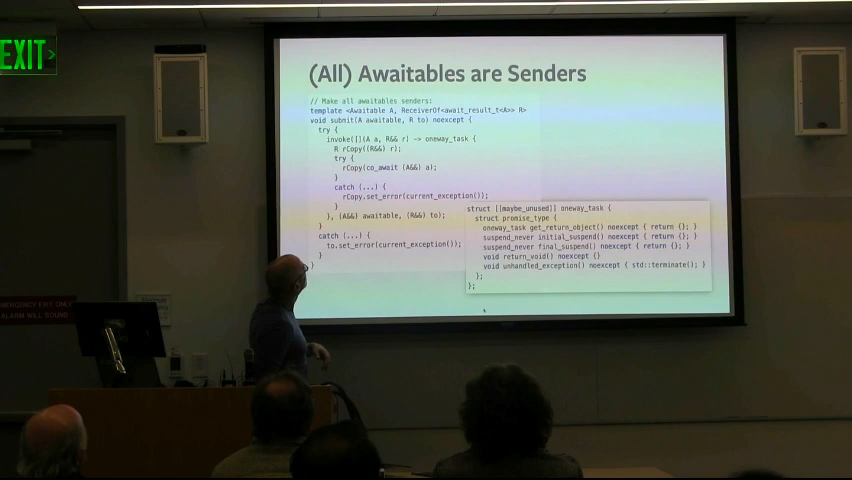 EXIT
(All) Awaitables are Senders
// Make all awaitables senders:
template <Awaitable A, ReceiverOf<await_result_t<A>> R>
void submit(A awaitable, R to) noexcept {
try {
invoke([](A a, R&& r) -> oneway_task {
R rCopy((R&&) r);
try {
rCopy(co_await (A&&) a);
}
catch (...) {
rCopy.set_error(current_exception());
}
}, (A&&) awaitable, (R&&) to);
}
catch (...) {
to.set_error(current_exception());
}
}
struct [[maybe_unused]] oneway_task {
struct promise_type {
oneway_task get_return_object() noexcept { return {}; }
suspend_never initial_suspend() noexcept { return {}; }
suspend_never final_suspend() noexcept { return {}; }
void return_void() noexcept {}
void unhandled_exception() noexcept { std::terminate(); }
};
};
EMERGENCY EXIT ONLY
ALARM WILL SOUND